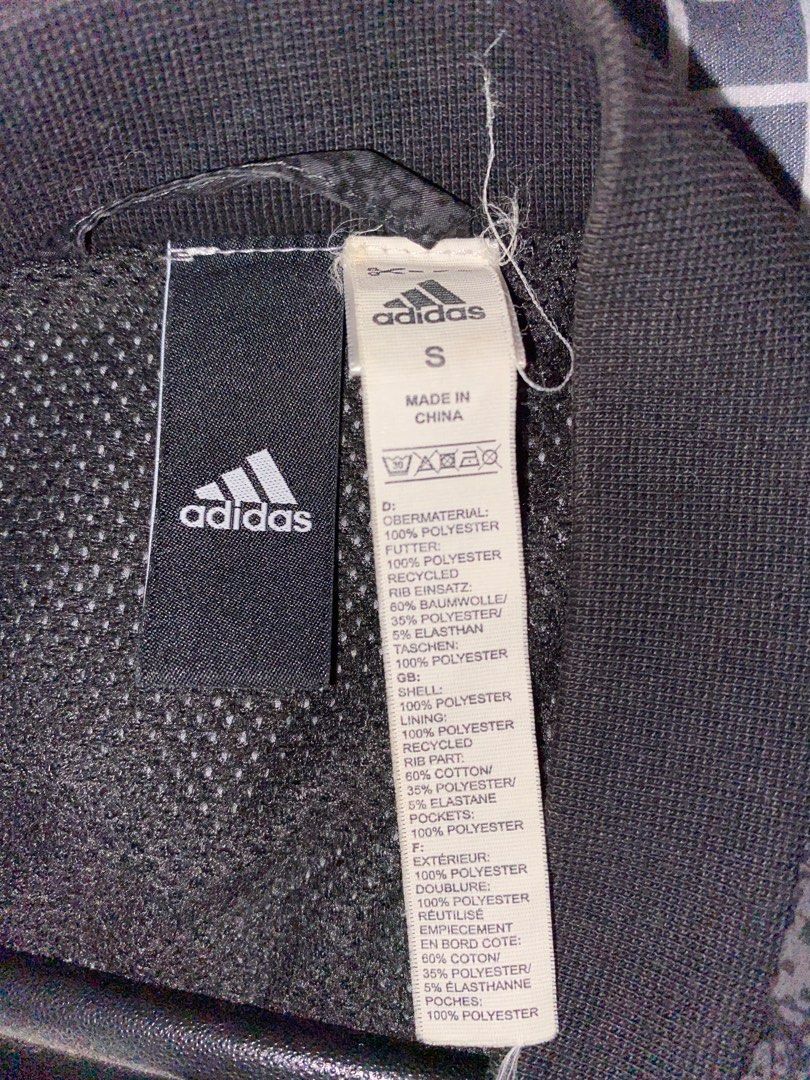 adidas
adidas
S
MADE IN
CHINA
30
D:
OBERMATERIAL:
100% POLYESTER
FUTTER:
100% POLYESTER
RECYCLED
RIB EINSATZ:
60% BAUMWOLLE/
35% POLYESTER/
5% ELASTHAN
TASCHEN:
100% POLYESTER
GB:
SHELL:
100% POLYESTER
LINING:
100% POLYESTER
RECYCLED
RIB PART:
60% COTTON/
35% POLYESTER/
5% ELASTANE
POCKETS:
100% POLYESTER
F:
EXTÉRIEUR:
100% POLYESTER
DOUBLURE:
100% POLYESTER
RÉUTILISÉ
EMPIECEMENT
EN BORD COTE:
60% COTON/
35% POLYESTER/
5% ÉLASTHANNE
POCHES:
100% POLYESTER